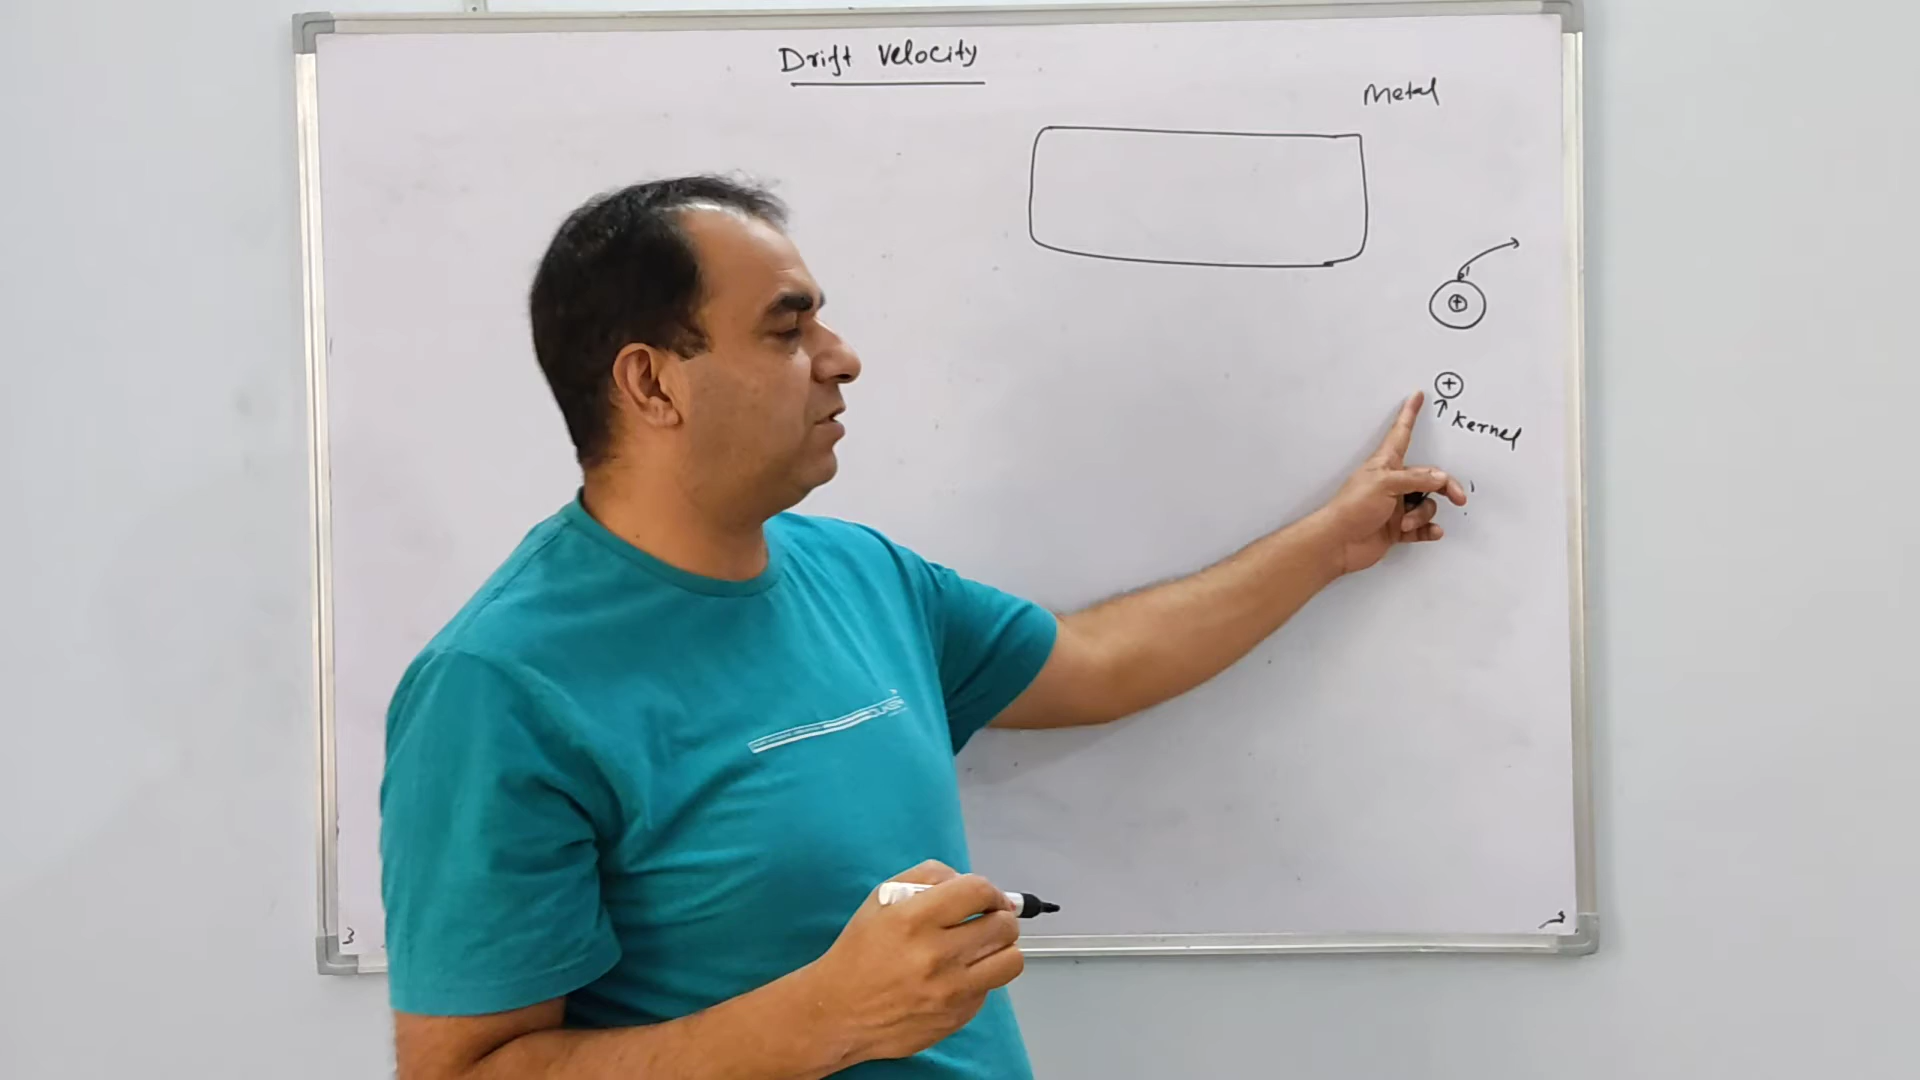 Drift Velocity
Metal
+
+
Kernel